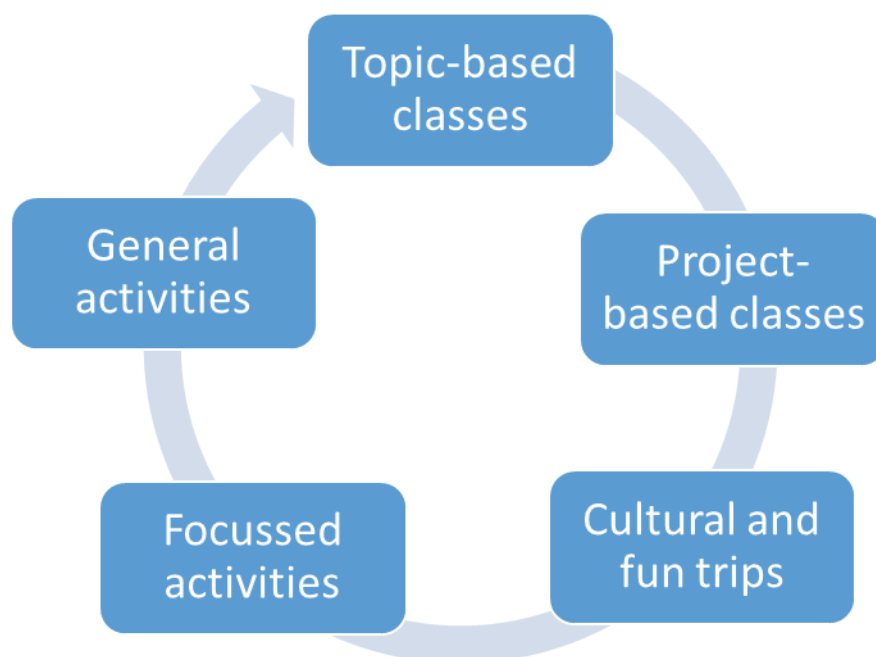 Topic-based
classes
Project-
based classes
Cultural and
fun trips
Focussed
activities
General
activities